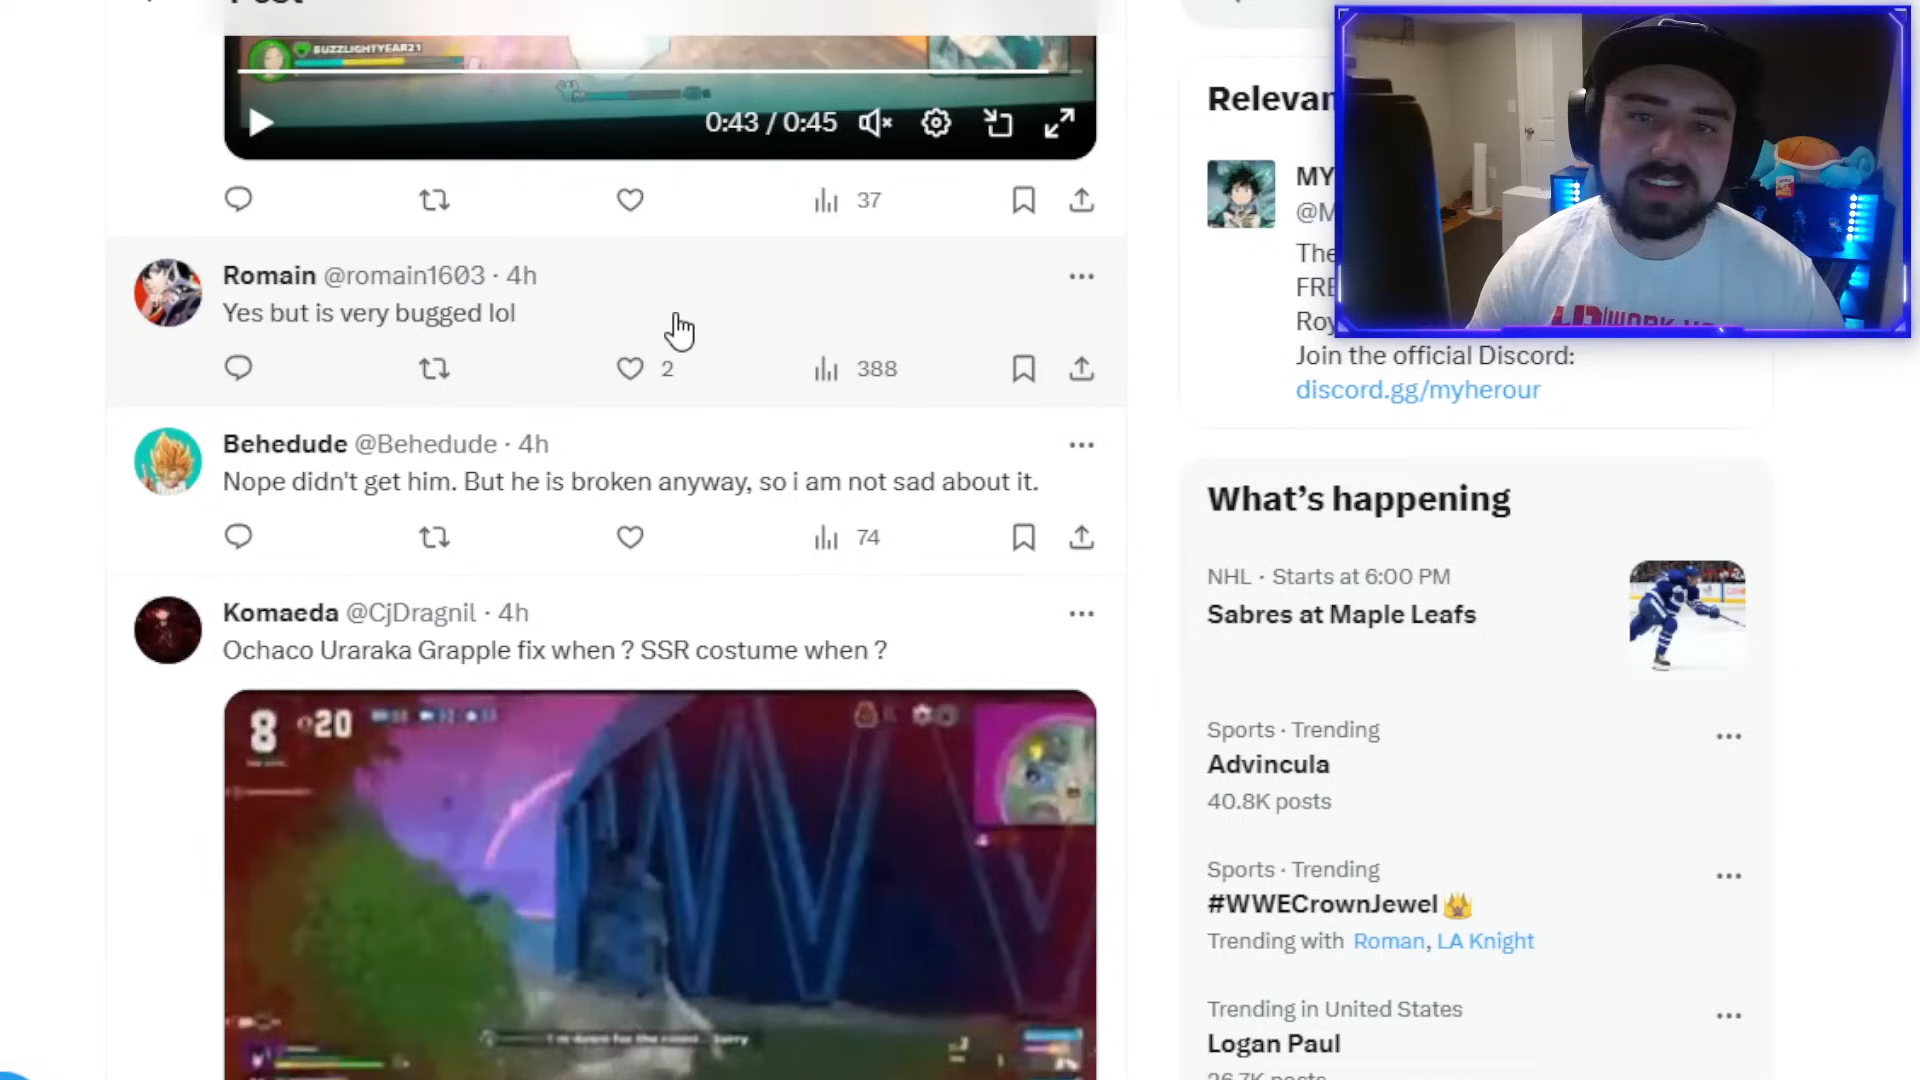 Post
BUZZLIGHTYEAR21
0:43 / 0:45
37
Romain @romain1603 · 4h
Yes but is very bugged lol
2
388
Behedude @Behedude · 4h
Nope didn't get him. But he is broken anyway, so i am not sad about it.
74
Komaeda @CjDragnil · 4h
Ochaco Uraraka Grapple fix when ? SSR costume when ?
8
20
MY
@M
The
FRE
Roy
Join the official Discord:
discord.gg/myherour
What's happening
NHL · Starts at 6:00 PM
Sabres at Maple Leafs
Sports · Trending
Advincula
40.8K posts
Sports · Trending
#WWECrownJewel
Trending with Roman, LA Knight
Trending in United States
Logan Paul